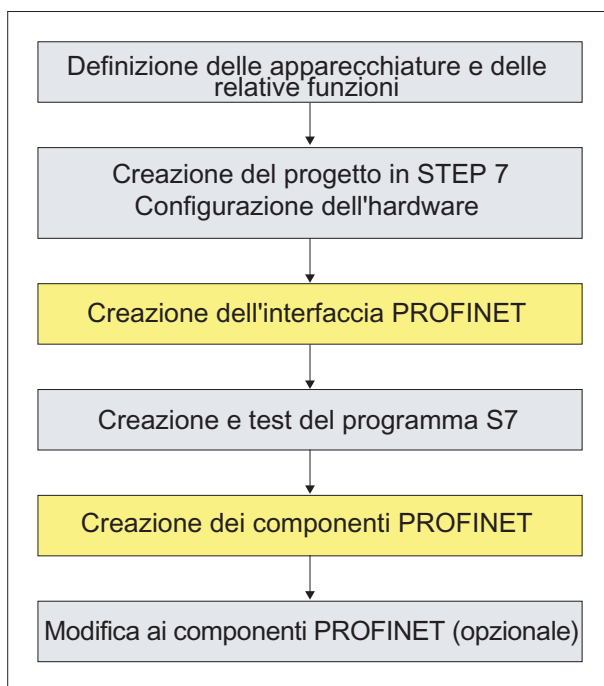 Definizione delle apparecchiature e delle
relative funzioni
Creazione del progetto in STEP 7
Configurazione dell'hardware
Creazione dell'interfaccia PROFINET
Creazione e test del programma S7
Creazione dei componenti PROFINET
Modifica ai componenti PROFINET (opzionale)